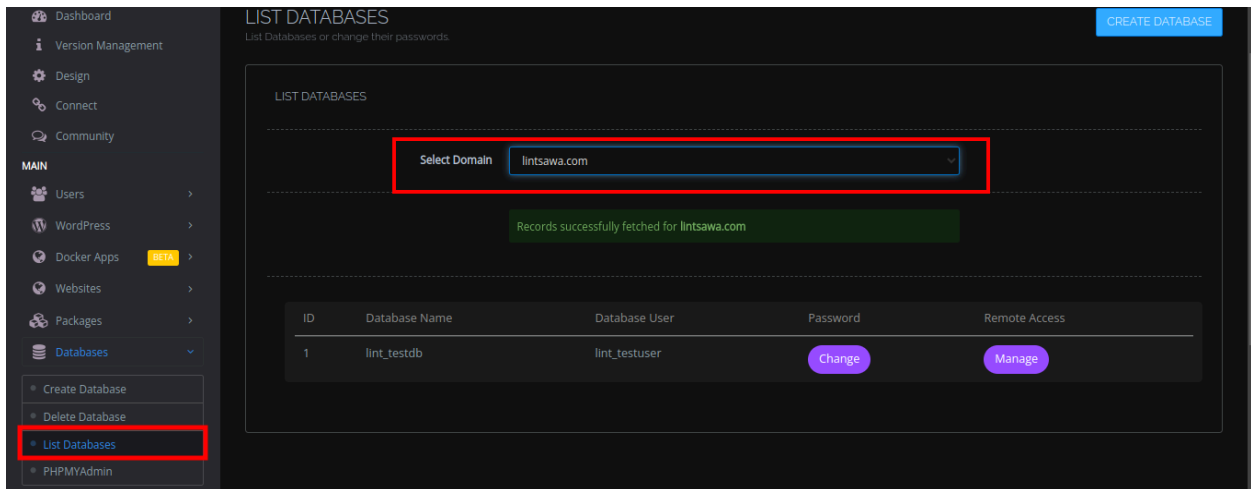 Dashboard
Version Management
Design
Connect
Community
MAIN
Users
WordPress
Docker Apps BETA
Websites
Packages
Databases
Create Database
Delete Database
List Databases
PHPMYAdmin
LIST DATABASES
List Databases or change their passwords.
CREATE DATABASE
LIST DATABASES
Select Domain lintsawa.com
Records successfully fetched for lintsawa.com
ID Database Name Database User Password Remote Access
1 lint_testdb lint_testuser Change Manage